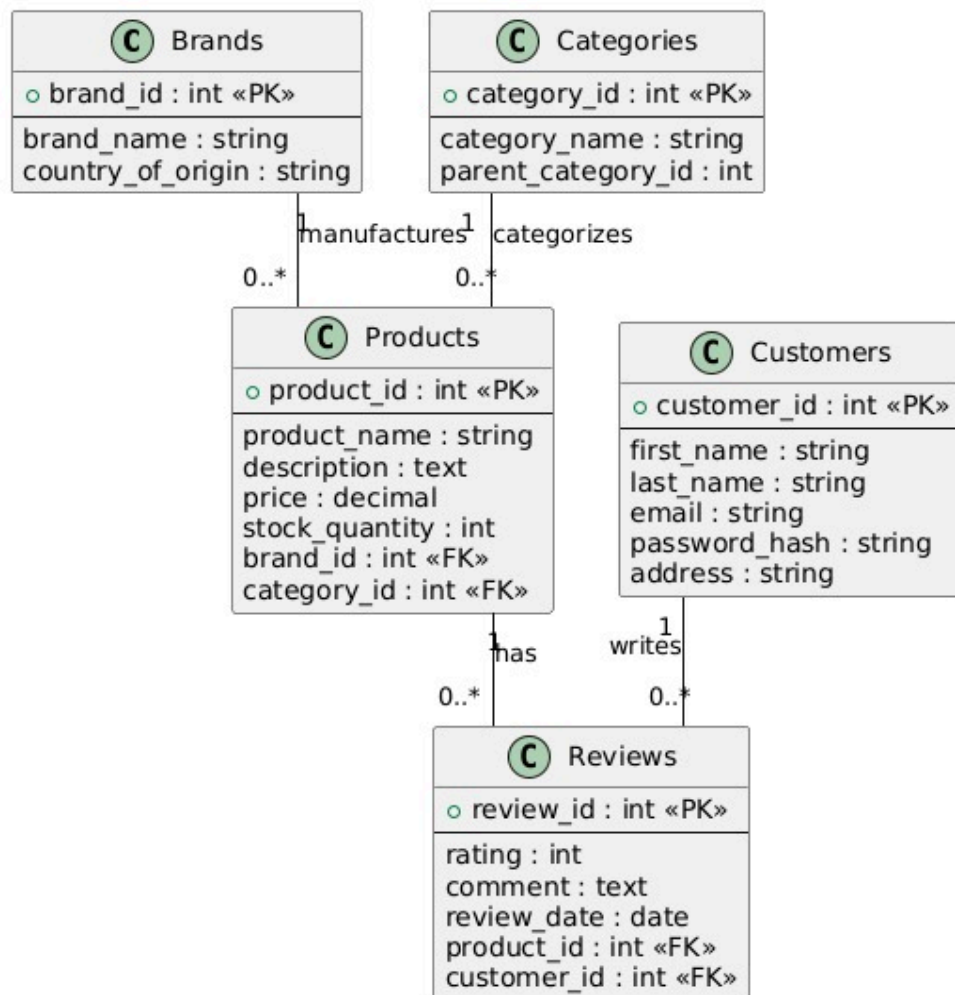 C Brands
brand_id : int «PK»
brand_name : string
country_of_origin : string
C Categories
category_id : int «PK»
category_name : string
parent_category_id : int
1
manufactures
0..*
1
categorizes
0..*
C Products
product_id : int «PK»
product_name : string
description : text
price : decimal
stock_quantity : int
brand_id : int «FK»
category_id : int «FK»
C Customers
customer_id : int «PK»
first_name : string
last_name : string
email : string
password_hash : string
address : string
1
has
0..*
1
writes
0..*
C Reviews
review_id : int «PK»
rating : int
comment : text
review_date : date
product_id : int «FK»
customer_id : int «FK»